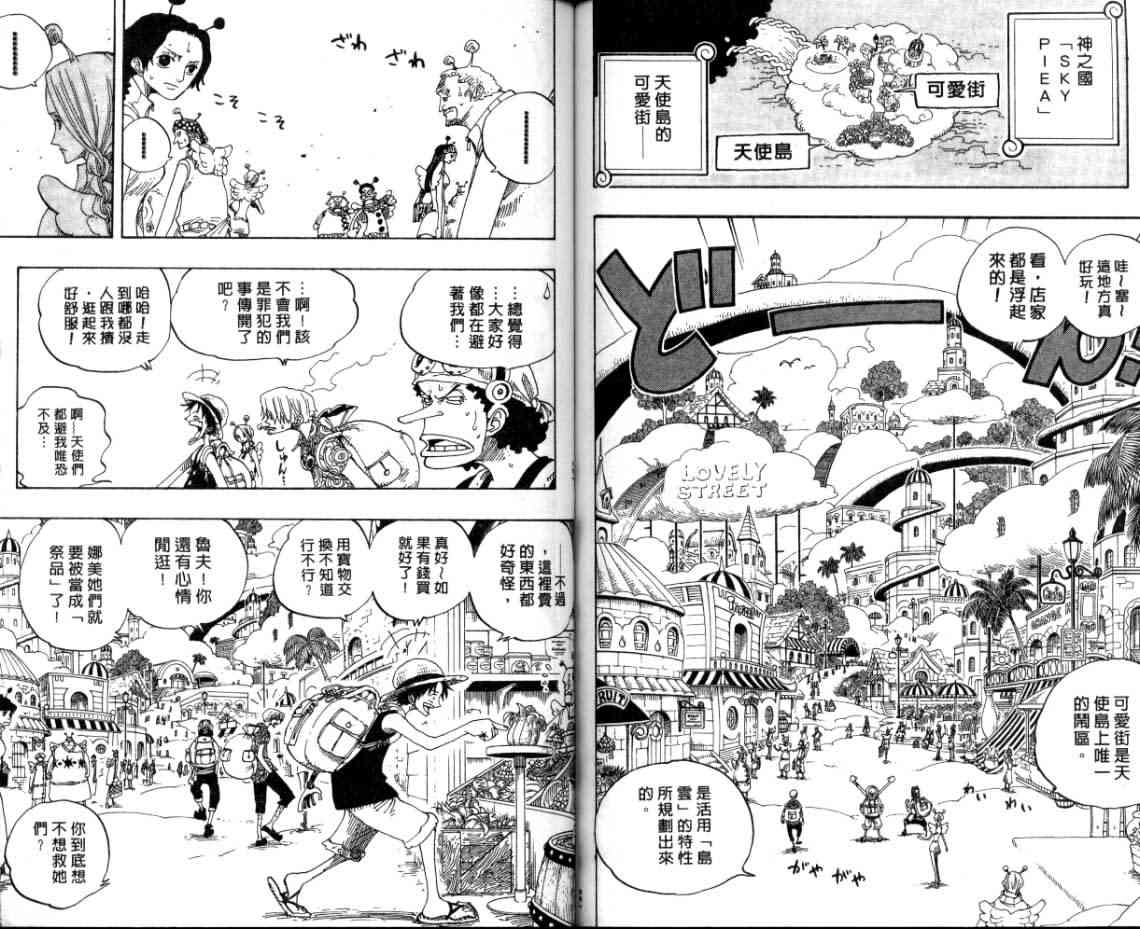 神之國
「SKY
PIEA」
可愛街
天使島
天使島的
可愛街——
哇～塞～
這地方真
好玩！
看，店家
都是浮起
來的！
ど
ん
LOVELY
STREET
FRUIT
可愛街是天
使島上唯一
的鬧區。
わい
わい
是活用「島
雲」的特性
所規劃出來
的。
がや
がや
ざわ
ざわ
こそ
こそ
…總覺得
…大家好
像都在避
著我們…
…啊！該
不會我們
是罪犯的
事傳開了
吧？
哈哈！走
到哪都沒
人跟我擠
，逛起來
好舒服！
啊…天使們
都避我唯恐
不及…
——不過
，這裡賣
的東西都
好奇怪，
真好～如
果有錢買
就好了！
用寶物交
換不知道
行不行？
魯夫！你
還有心情
閒逛！
娜美她們就
要被當成「
祭品」了！
你到底想
不想救她
們？